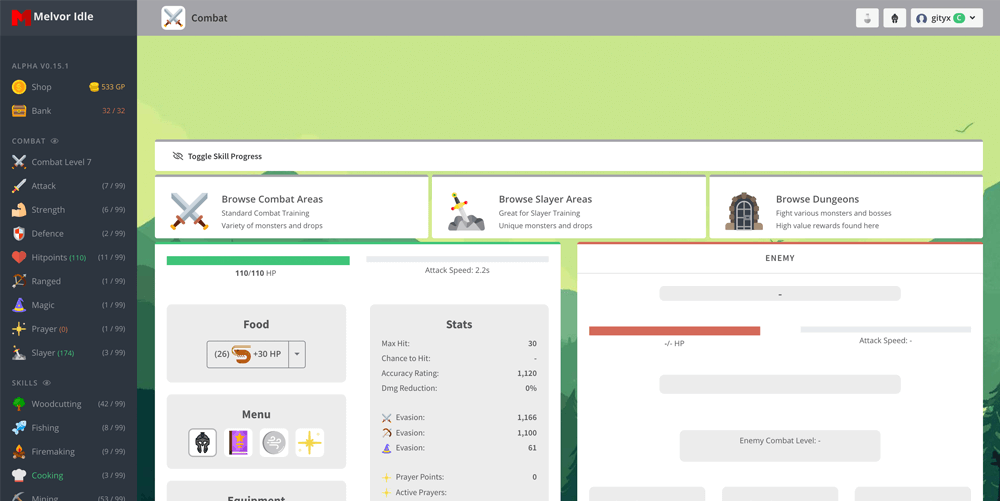 Melvor Idle
Combat
gityx C
ALPHA V0.15.1
Shop 533 GP
Bank 32 / 32
COMBAT
Combat Level 7
Attack (7 / 99)
Strength (6 / 99)
Defence (2 / 99)
Hitpoints (110) (11 / 99)
Ranged (1 / 99)
Magic (1 / 99)
Prayer (0) (1 / 99)
Slayer (174) (3 / 99)
SKILLS
Woodcutting (42 / 99)
Fishing (8 / 99)
Firemaking (9 / 99)
Cooking (3 / 99)
Mining (53 / 99)
Toggle Skill Progress
Browse Combat Areas
Standard Combat Training
Variety of monsters and drops
Browse Slayer Areas
Great for Slayer Training
Unique monsters and drops
Browse Dungeons
Fight various monsters and bosses
High value rewards found here
110/110 HP
Attack Speed: 2.2s
Food
(26) +30 HP
Menu
Equipment
Stats
Max Hit: 30
Chance to Hit: -
Accuracy Rating: 1,120
Dmg Reduction: 0%
Evasion: 1,166
Evasion: 1,100
Evasion: 61
Prayer Points: 0
Active Prayers:
ENEMY
-
-/- HP
Attack Speed: -
Enemy Combat Level: -